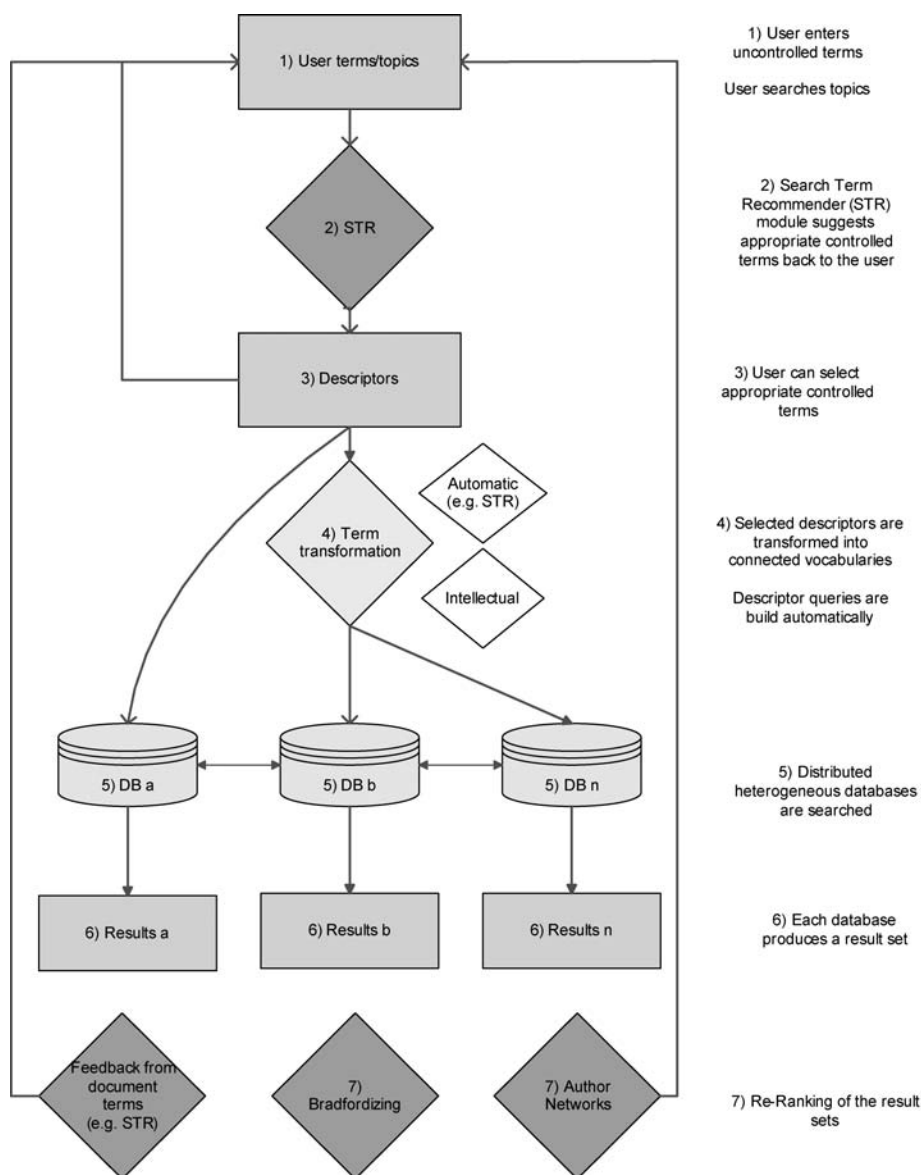 1) User terms/topics
1) User enters
uncontrolled terms
User searches topics
2) STR
2) Search Term
Recommender (STR)
module suggests
appropriate controlled
terms back to the user
3) Descriptors
3) User can select
appropriate controlled
terms
Automatic
(e.g. STR)
4) Term
transformation
Intellectual
4) Selected descriptors are
transformed into
connected vocabularies
Descriptor queries are
build automatically
5) DB a
5) DB b
5) DB n
5) Distributed
heterogeneous databases
are searched
6) Results a
6) Results b
6) Results n
6) Each database
produces a result set
Feedback from
document
terms
(e.g. STR)
7)
Bradfordizing
7) Author
Networks
7) Re-Ranking of the result
sets